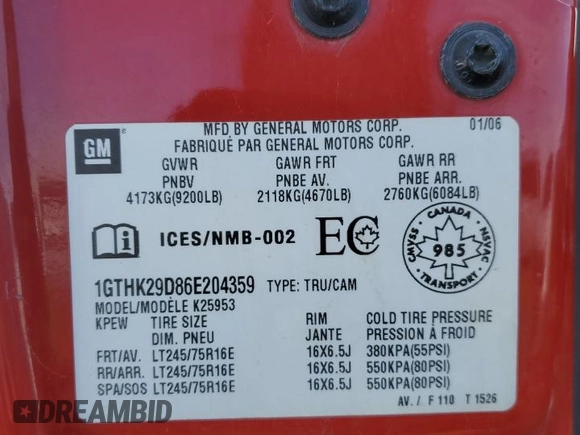 GM
MFD BY GENERAL MOTORS CORP. 01/06
FABRIQUÉ PAR GENERAL MOTORS CORP.
GVWR GAWR FRT GAWR RR
PNBV PNBE AV. PNBE ARR.
4173KG(9200LB) 2118KG(4670LB) 2760KG(6084LB)
i ICES/NMB-002 EC
CANADA
CMVSS NSVAC
985
TRANSPORT
1GTHK29D86E204359 TYPE: TRU/CAM
MODEL/MODÈLE K25953
KPEW TIRE SIZE RIM COLD TIRE PRESSURE
DIM. PNEU JANTE PRESSION À FROID
FRT/AV. LT245/75R16E 16X6.5J 380KPA(55PSI)
RR/ARR. LT245/75R16E 16X6.5J 550KPA(80PSI)
SPA/SOS LT245/75R16E 16X6.5J 550KPA(80PSI)
AV. / F 110 T 1526
DREAMBID